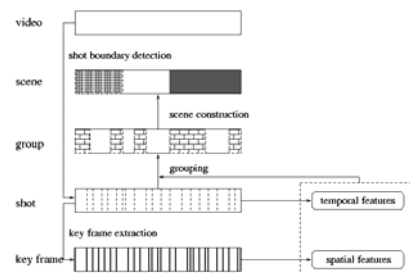 video
shot boundary detection
scene
scene construction
group
grouping
shot
temporal features
key frame extraction
key frame
spatial features